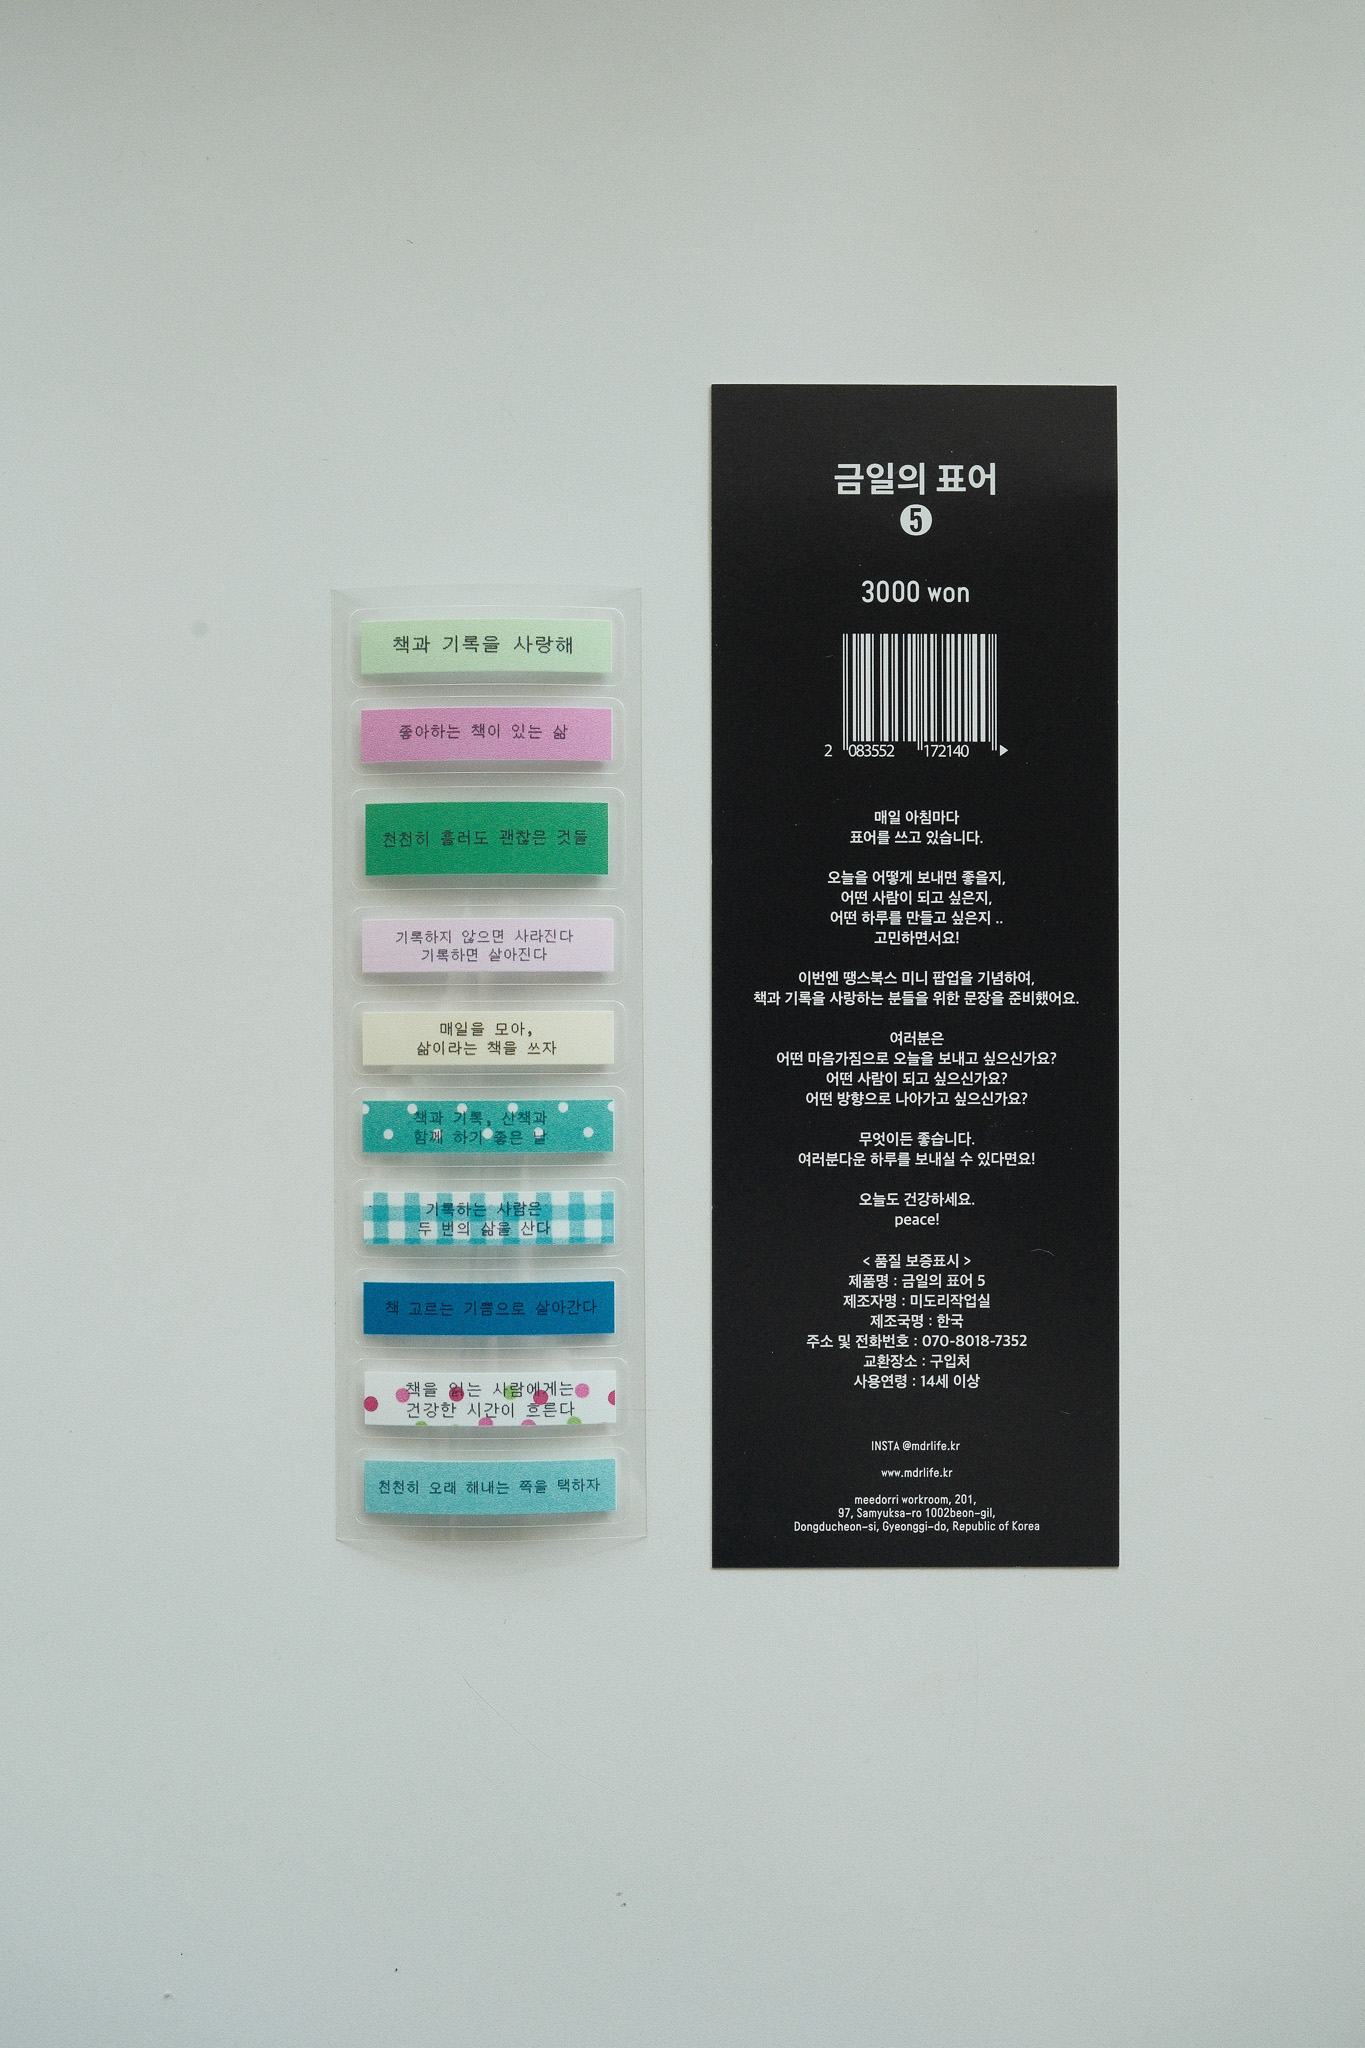 책과 기록을 사랑해
좋아하는 책이 있는 삶
천천히 흘러도 괜찮은 것들
기록하지 않으면 사라진다
기록하면 살아진다
매일을 모아,
삶이라는 책을 쓰자
책과 기록, 산책과
함께 하기 좋은 날
기록하는 사람은
두 번의 삶을 산다
책 고르는 기쁨으로 살아간다
책을 읽는 사람에게는
건강한 시간이 흐른다
천천히 오래 해내는 쪽을 택하자
금일의 표어
5
3000 won
2 083552 172140
매일 아침마다
표어를 쓰고 있습니다.
오늘을 어떻게 보내면 좋을지,
어떤 사람이 되고 싶은지,
어떤 하루를 만들고 싶은지 ..
고민하면서요!
이번엔 땡스북스 미니 팝업을 기념하여,
책과 기록을 사랑하는 분들을 위한 문장을 준비했어요.
여러분은
어떤 마음가짐으로 오늘을 보내고 싶으신가요?
어떤 사람이 되고 싶으신가요?
어떤 방향으로 나아가고 싶으신가요?
무엇이든 좋습니다.
여러분다운 하루를 보내실 수 있다면요!
오늘도 건강하세요.
peace!
< 품질 보증표시 >
제품명 : 금일의 표어 5
제조자명 : 미도리작업실
제조국명 : 한국
주소 및 전화번호 : 070-8018-7352
교환장소 : 구입처
사용연령 : 14세 이상
INSTA @mdrlife.kr
www.mdrlife.kr
meedorri workroom, 201,
97, Samyuksa-ro 1002beon-gil,
Dongducheon-si, Gyeonggi-do, Republic of Korea